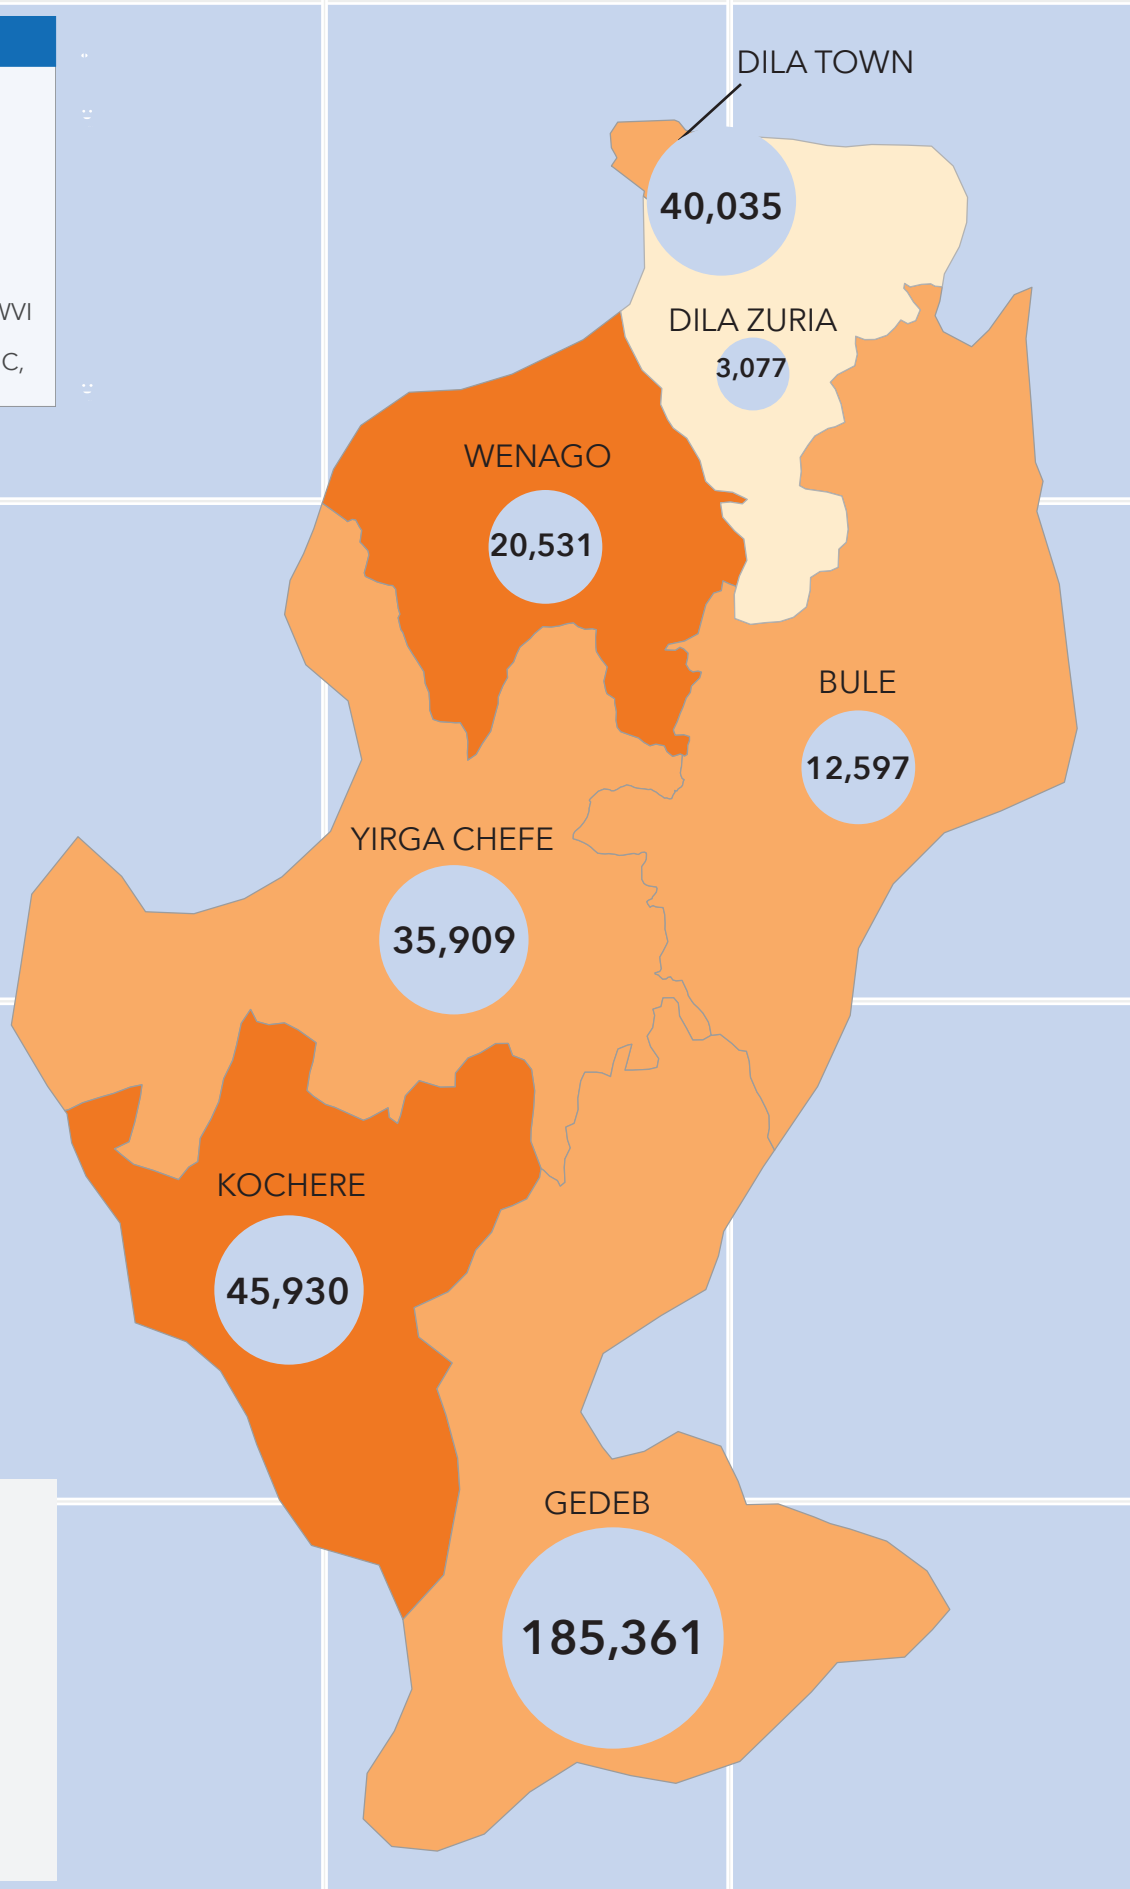 DILA TOWN
40,035
WVI
C,
DILA ZURIA
3,077
WENAGO
20,531
BULE
12,597
YIRGA CHEFE
35,909
KOCHERE
45,930
GEDEB
185,361